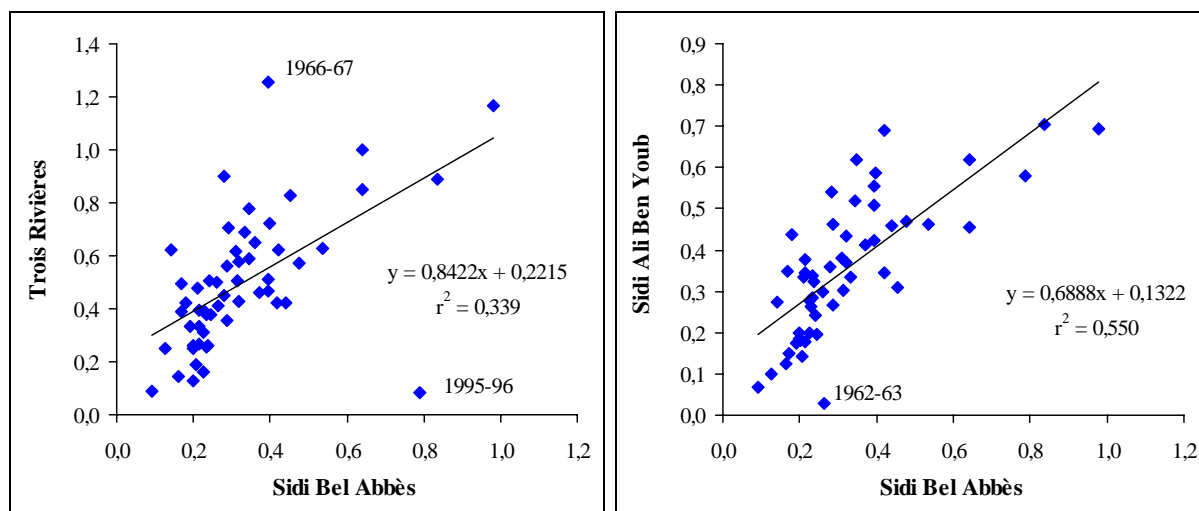 1,4
1,2
1,0
0,8
0,6
0,4
0,2
0,0
Trois Rivières
1966-67
y = 0,8422x + 0,2215
r² = 0,339
1995-96
0,0 0,2 0,4 0,6 0,8 1,0 1,2
Sidi Bel Abbès
0,9
0,8
0,7
0,6
0,5
0,4
0,3
0,2
0,1
0,0
Sidi Ali Ben Youb
y = 0,6888x + 0,1322
r² = 0,550
1962-63
0,0 0,2 0,4 0,6 0,8 1,0 1,2
Sidi Bel Abbès